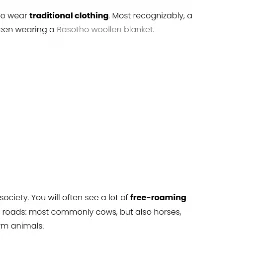 o wear traditional clothing. Most recognizably, a
een wearing a Basotho woollen blanket.
society. You will often see a lot of free-roaming
roads: most commonly cows, but also horses,
m animals.